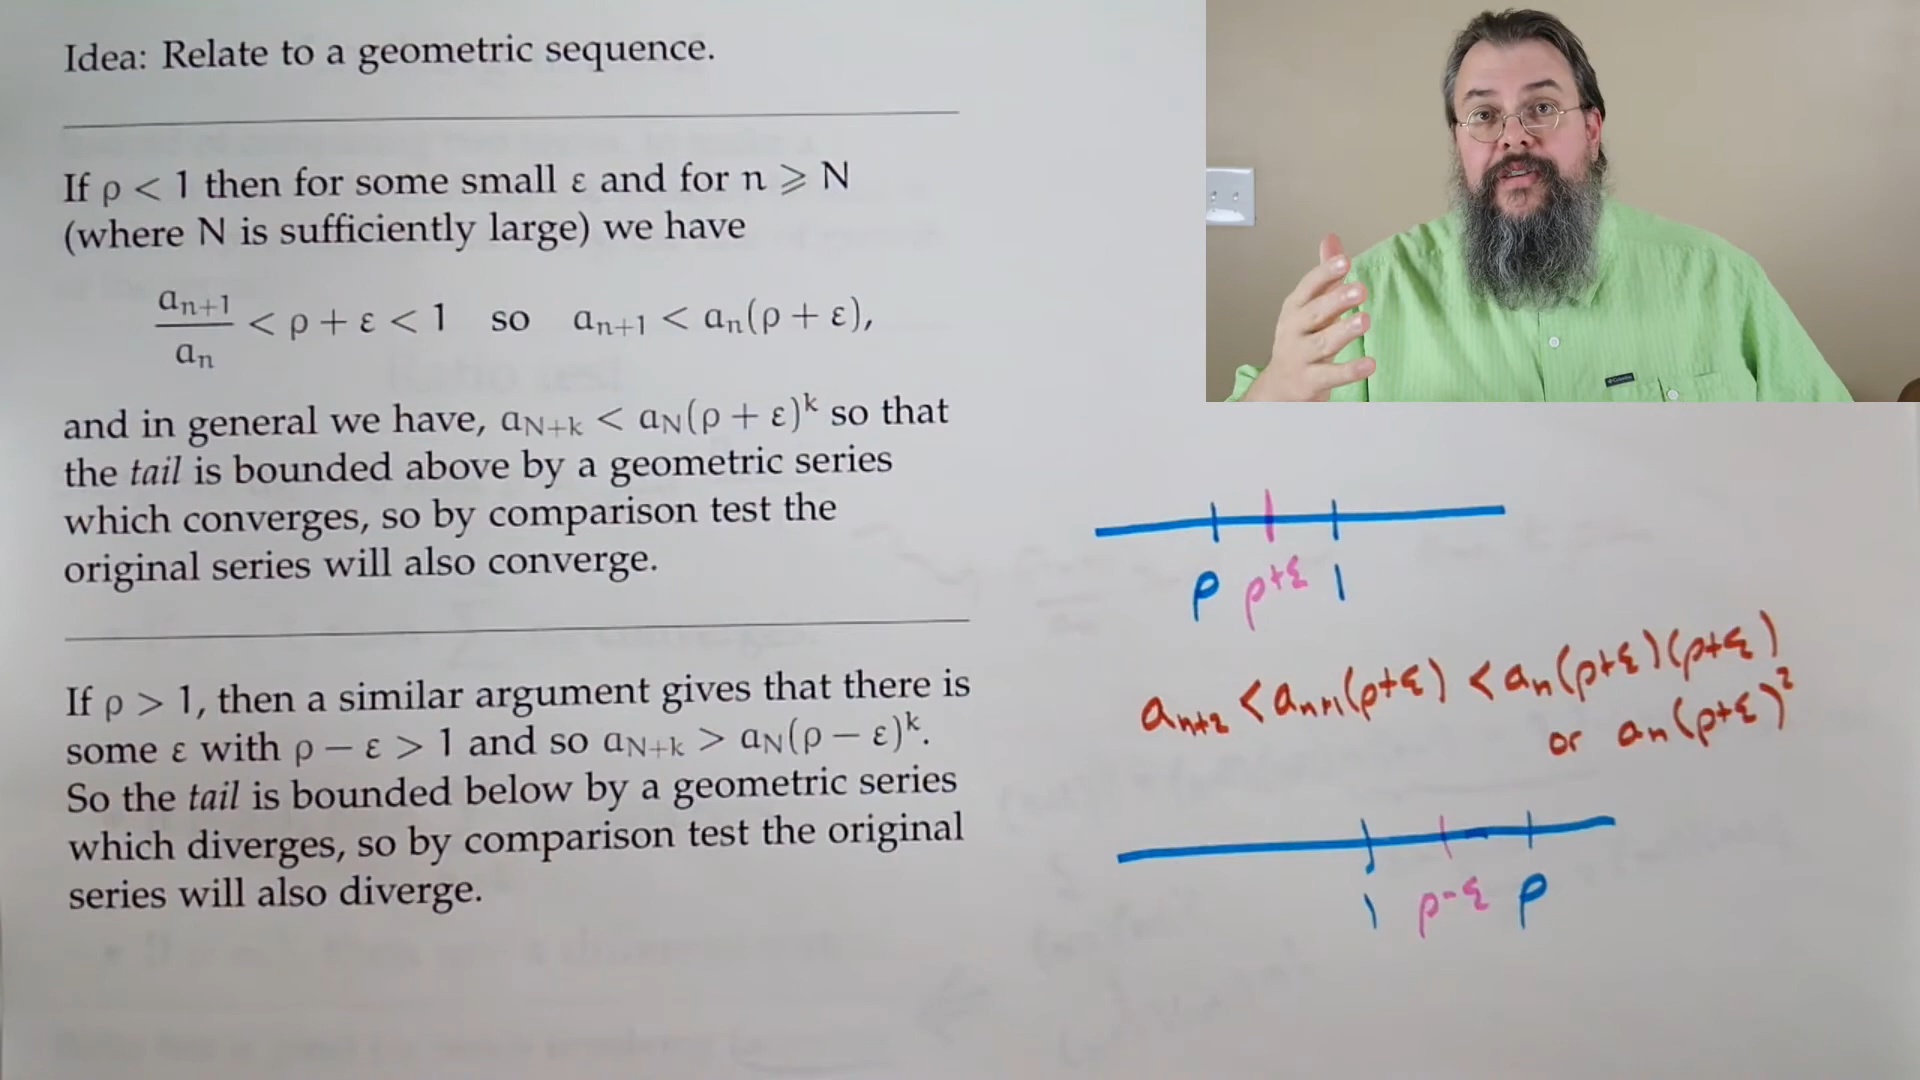 Idea: Relate to a geometric sequence.
If ρ < 1 then for some small ε and for n ⩾ N
(where N is sufficiently large) we have
aₙ₊₁/aₙ < ρ + ε < 1 so aₙ₊₁ < aₙ(ρ + ε),
and in general we have, a_{N+k} < a_N(ρ + ε)ᵏ so that
the tail is bounded above by a geometric series
which converges, so by comparison test the
original series will also converge.
If ρ > 1, then a similar argument gives that there is
some ε with ρ − ε > 1 and so a_{N+k} > a_N(ρ − ε)ᵏ.
So the tail is bounded below by a geometric series
which diverges, so by comparison test the original
series will also diverge.
ρ ρ+ε 1
aₙ₊₂ < aₙ₊₁(ρ+ε) < aₙ(ρ+ε)(ρ+ε)
or aₙ(ρ+ε)²
1 ρ-ε ρ